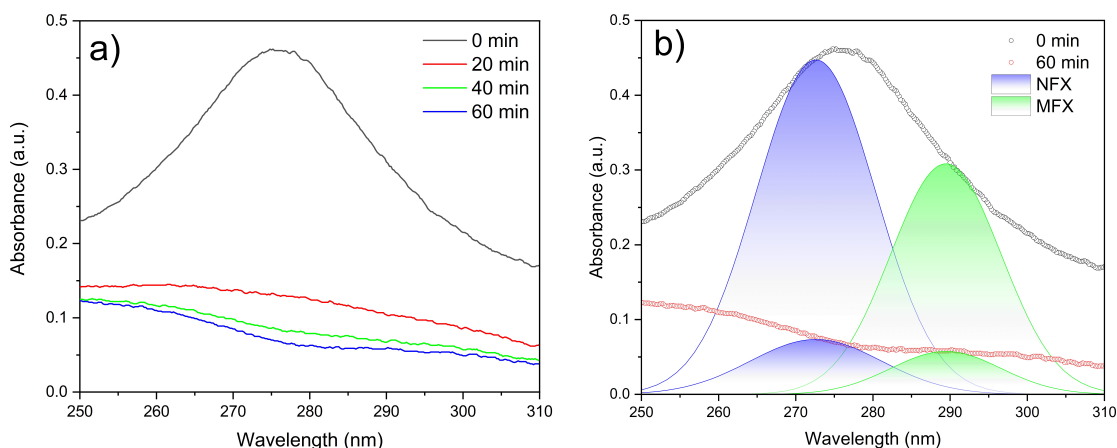 a)
0 min
20 min
40 min
60 min
0.5
0.4
0.3
0.2
0.1
0.0
Absorbance (a.u.)
250 260 270 280 290 300 310
Wavelength (nm)
b)
0 min
60 min
NFX
MFX
0.5
0.4
0.3
0.2
0.1
0.0
Absorbance (a.u.)
250 260 270 280 290 300 310
Wavelength (nm)